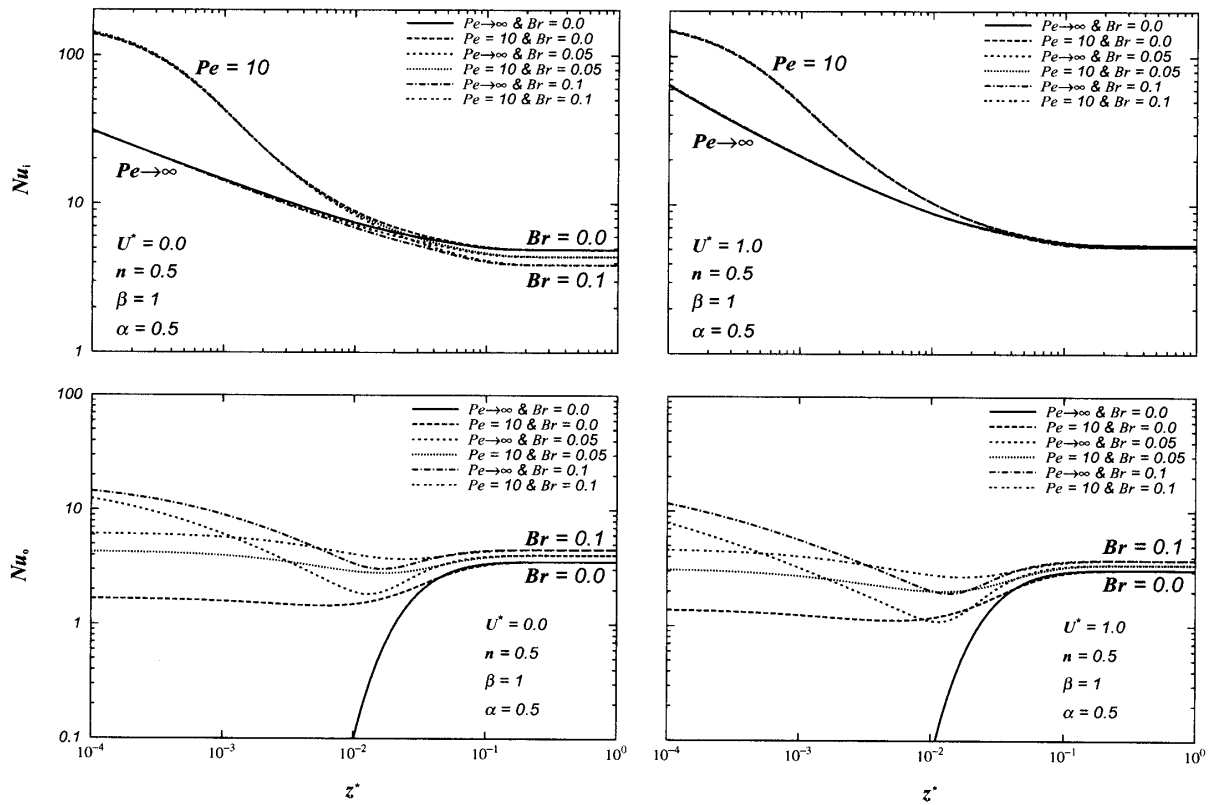 Pe→∞ & Br = 0.0
Pe = 10 & Br = 0.0
Pe→∞ & Br = 0.05
Pe = 10 & Br = 0.05
Pe→∞ & Br = 0.1
Pe = 10 & Br = 0.1
100
10
1
Nu_i
Pe = 10
Pe→∞
Br = 0.0
Br = 0.1
U* = 0.0
n = 0.5
β = 1
α = 0.5
Pe→∞ & Br = 0.0
Pe = 10 & Br = 0.0
Pe→∞ & Br = 0.05
Pe = 10 & Br = 0.05
Pe→∞ & Br = 0.1
Pe = 10 & Br = 0.1
Pe = 10
Pe→∞
U* = 1.0
n = 0.5
β = 1
α = 0.5
Pe→∞ & Br = 0.0
Pe = 10 & Br = 0.0
Pe→∞ & Br = 0.05
Pe = 10 & Br = 0.05
Pe→∞ & Br = 0.1
Pe = 10 & Br = 0.1
100
10
1
0.1
Nu_o
Br = 0.1
Br = 0.0
U* = 0.0
n = 0.5
β = 1
α = 0.5
10⁻⁴ 10⁻³ 10⁻² 10⁻¹ 10⁰
z*
Pe→∞ & Br = 0.0
Pe = 10 & Br = 0.0
Pe→∞ & Br = 0.05
Pe = 10 & Br = 0.05
Pe→∞ & Br = 0.1
Pe = 10 & Br = 0.1
Br = 0.1
Br = 0.0
U* = 1.0
n = 0.5
β = 1
α = 0.5
10⁻⁴ 10⁻³ 10⁻² 10⁻¹ 10⁰
z*